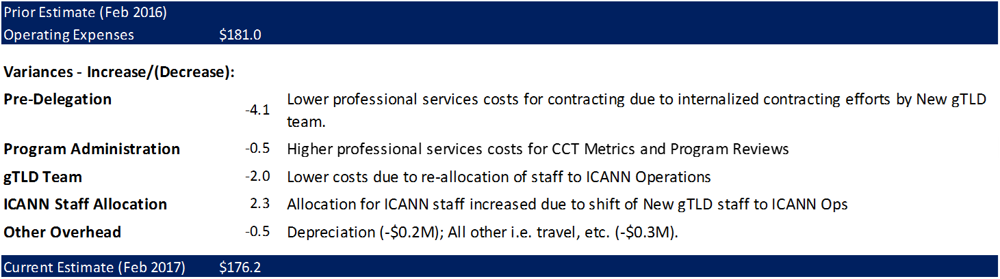 Prior Estimate (Feb 2016)
Operating Expenses $181.0
Variances - Increase/(Decrease):
Pre-Delegation -4.1 Lower professional services costs for contracting due to internalized contracting efforts by New gTLD
team.
Program Administration -0.5 Higher professional services costs for CCT Metrics and Program Reviews
gTLD Team -2.0 Lower costs due to re-allocation of staff to ICANN Operations
ICANN Staff Allocation 2.3 Allocation for ICANN staff increased due to shift of New gTLD staff to ICANN Ops
Other Overhead -0.5 Depreciation (-$0.2M); All other i.e. travel, etc. (-$0.3M).
Current Estimate (Feb 2017) $176.2